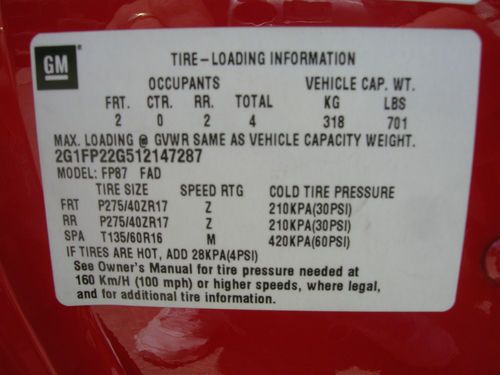 GM
TIRE-LOADING INFORMATION
OCCUPANTS VEHICLE CAP. WT.
FRT. CTR. RR. TOTAL KG LBS
2 0 2 4 318 701
MAX. LOADING @ GVWR SAME AS VEHICLE CAPACITY WEIGHT.
2G1FP22G512147287
MODEL: FP87 FAD
TIRE SIZE SPEED RTG COLD TIRE PRESSURE
FRT P275/40ZR17 Z 210KPA(30PSI)
RR P275/40ZR17 Z 210KPA(30PSI)
SPA T135/60R16 M 420KPA(60PSI)
IF TIRES ARE HOT, ADD 28KPA(4PSI)
See Owner's Manual for tire pressure needed at
160 Km/H (100 mph) or higher speeds, where legal,
and for additional tire information.